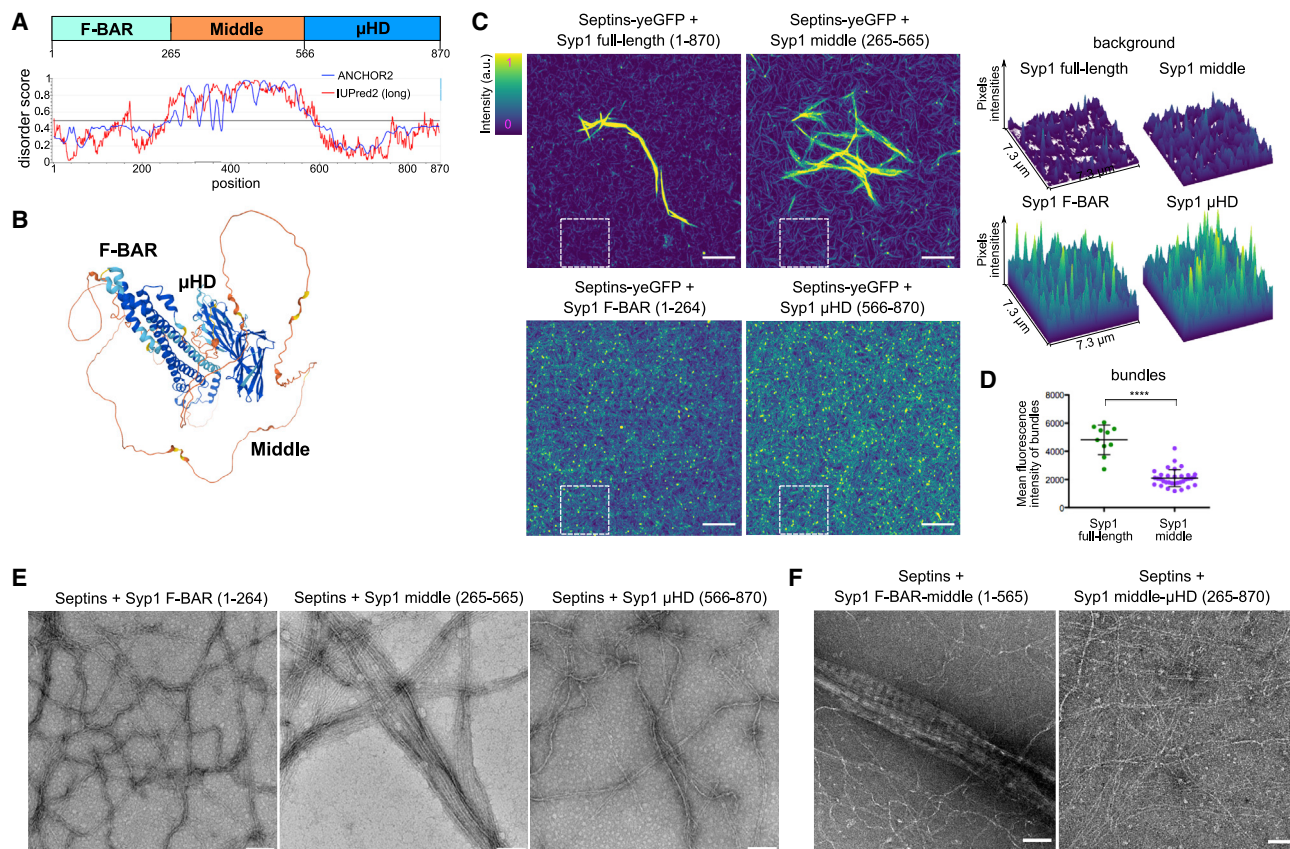 A
F-BAR Middle µHD
1 265 566 870
disorder score
1
0.8
0.6
0.4
0.2
0
ANCHOR2
IUPred2 (long)
1 200 400 600 800 870
position
B
F-BAR
µHD
Middle
C
Intensity (a.u.)
1
0
Septins-yeGFP +
Syp1 full-length (1-870)
Septins-yeGFP +
Syp1 middle (265-565)
Septins-yeGFP +
Syp1 F-BAR (1-264)
Septins-yeGFP +
Syp1 µHD (566-870)
background
Syp1 full-length
Syp1 middle
Pixels
intensities
7.3 µm
7.3 µm
Syp1 F-BAR
Syp1 µHD
Pixels
intensities
7.3 µm
7.3 µm
D
bundles
****
Mean fluorescence
intensity of bundles
8000
6000
4000
2000
0
Syp1
full-length
Syp1
middle
E
Septins + Syp1 F-BAR (1-264)
Septins + Syp1 middle (265-565)
Septins + Syp1 µHD (566-870)
F
Septins +
Syp1 F-BAR-middle (1-565)
Septins +
Syp1 middle-µHD (265-870)